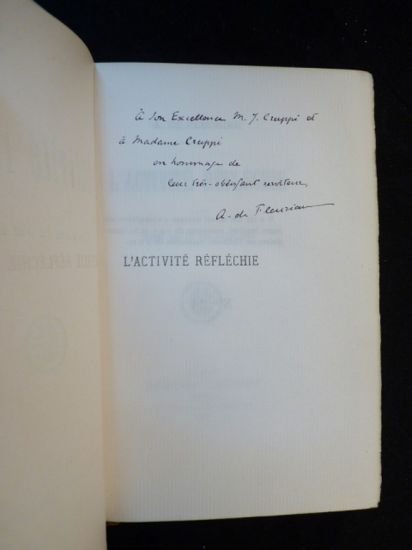 à Son Excellence M. J. Cruppi et
à Madame Cruppi
en hommage de
leur très-obéissant serviteur,
A. de Fleuriau
L'ACTIVITÉ RÉFLÉCHIE